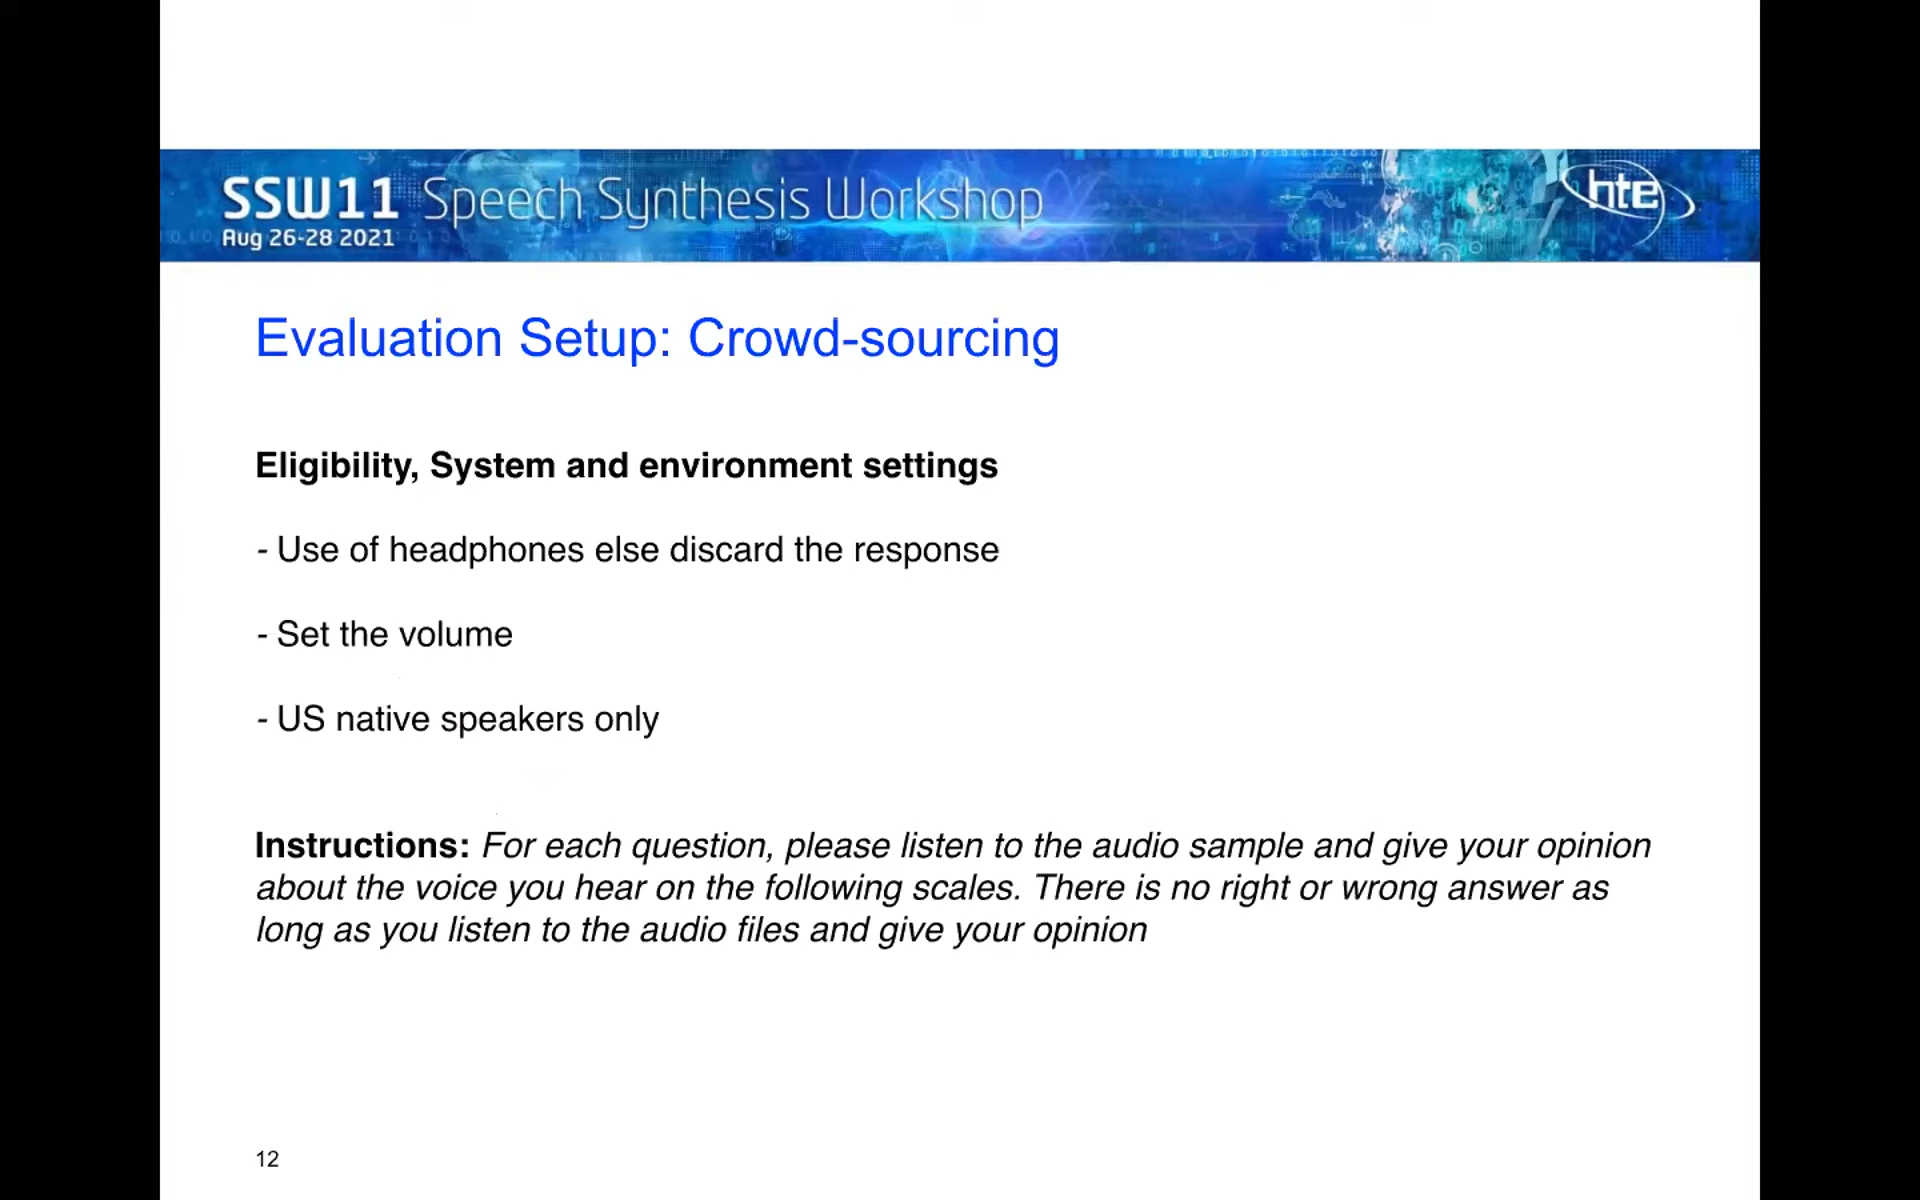 SSW11 Speech Synthesis Workshop
Aug 26-28 2021
hte
Evaluation Setup: Crowd-sourcing
Eligibility, System and environment settings
- Use of headphones else discard the response
- Set the volume
- US native speakers only
Instructions: For each question, please listen to the audio sample and give your opinion
about the voice you hear on the following scales. There is no right or wrong answer as
long as you listen to the audio files and give your opinion
12